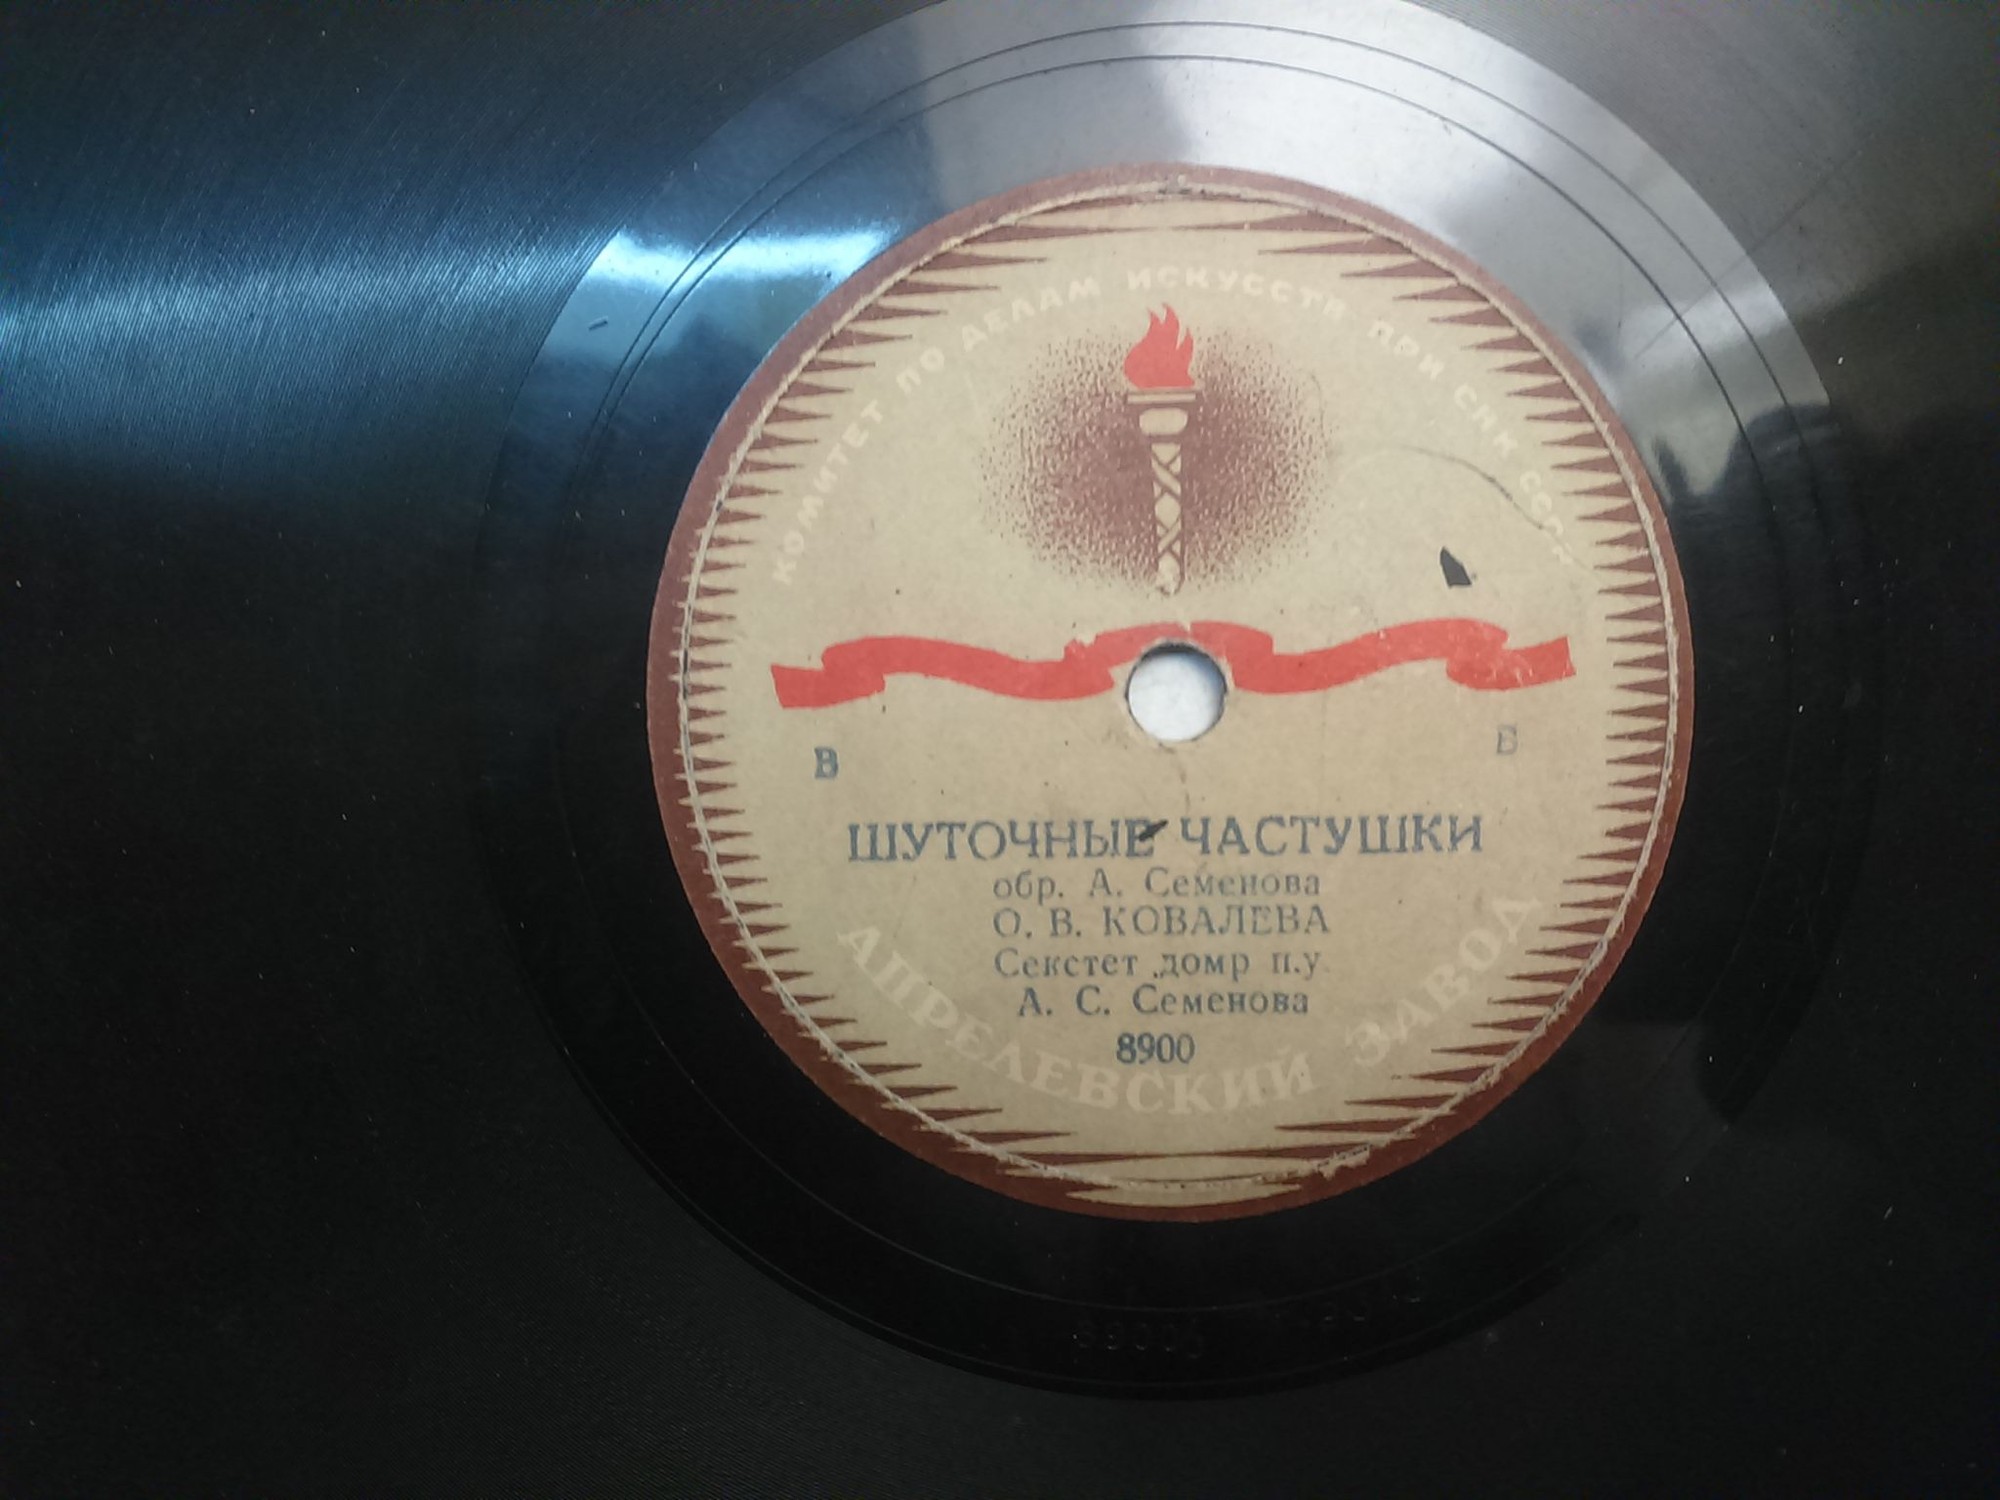 КОМИТЕТ ПО ДЕЛАМ ИСКУССТВ ПРИ СНК СССР
В Б
ШУТОЧНЫЕ ЧАСТУШКИ
обр. А. Семенова
О. В. КОВАЛЕВА
Секстет домр п.у.
А. С. Семенова
8900
АПРЕЛЕВСКИЙ ЗАВОД